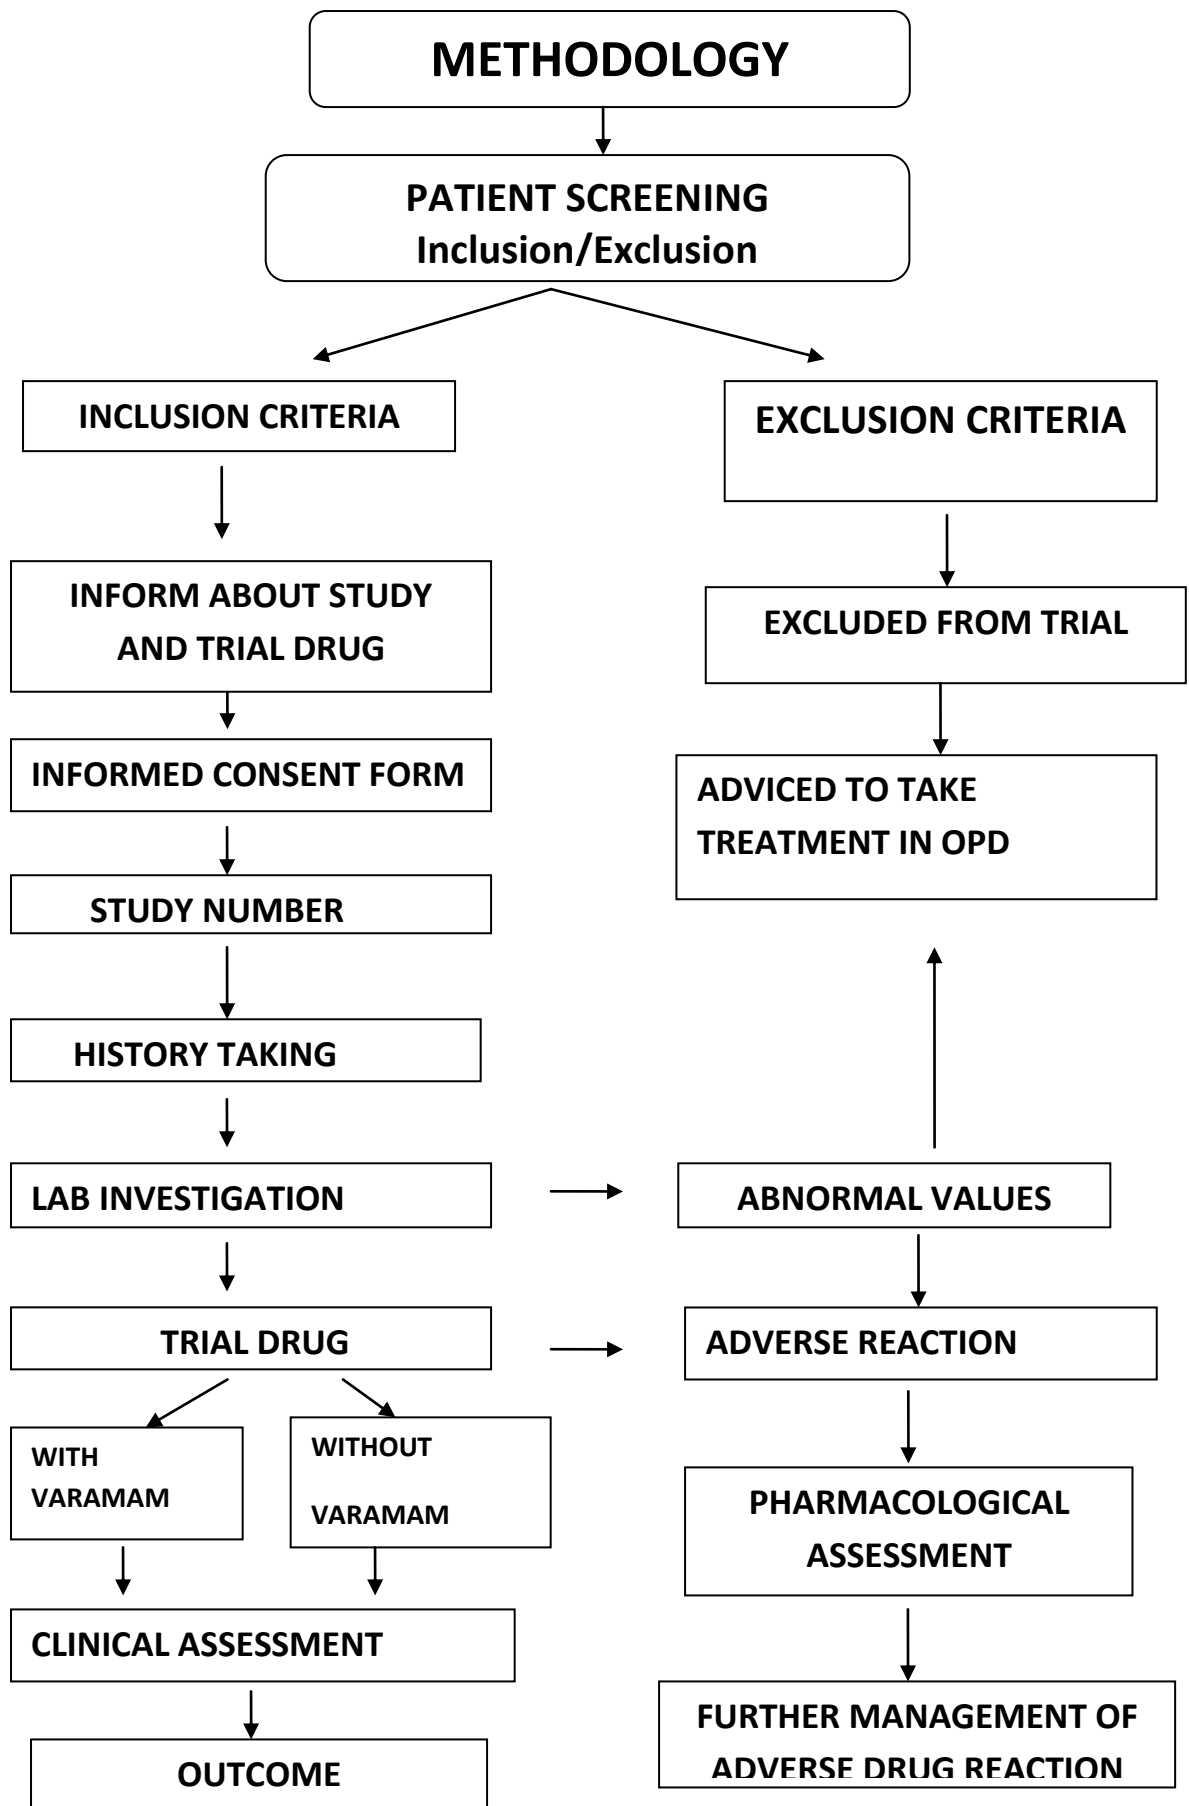 METHODOLOGY
PATIENT SCREENING
Inclusion/Exclusion
INCLUSION CRITERIA
EXCLUSION CRITERIA
INFORM ABOUT STUDY
AND TRIAL DRUG
EXCLUDED FROM TRIAL
INFORMED CONSENT FORM
ADVICED TO TAKE
TREATMENT IN OPD
STUDY NUMBER
HISTORY TAKING
LAB INVESTIGATION
ABNORMAL VALUES
TRIAL DRUG
ADVERSE REACTION
WITH
VARAMAM
WITHOUT
VARAMAM
PHARMACOLOGICAL
ASSESSMENT
CLINICAL ASSESSMENT
FURTHER MANAGEMENT OF
ADVERSE DRUG REACTION
OUTCOME